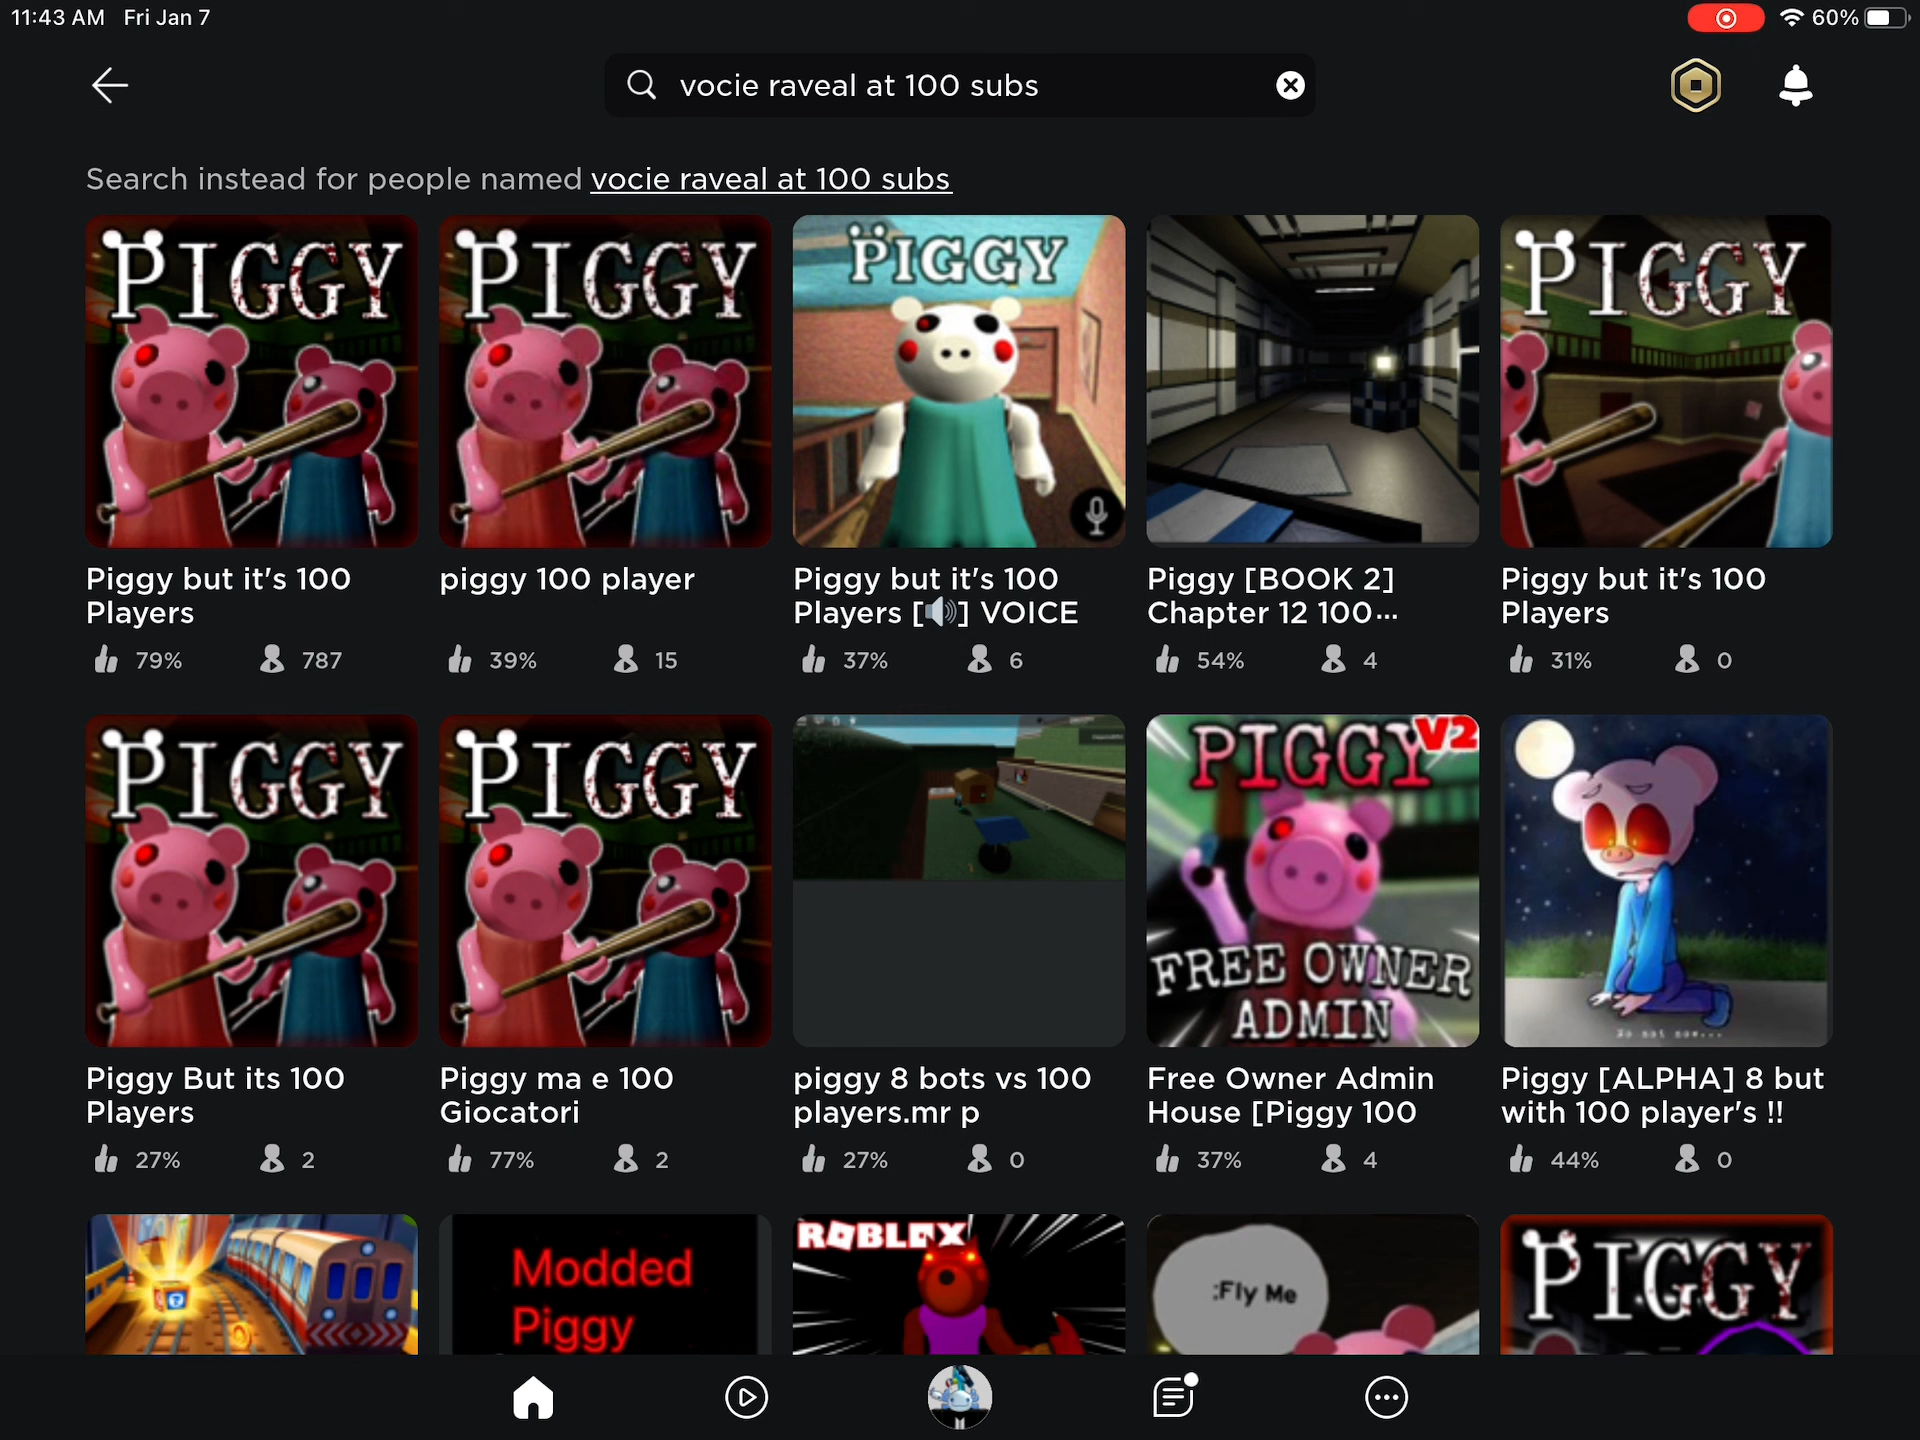 11:43 AM Fri Jan 7 60%
vocie raveal at 100 subs
Search instead for people named vocie raveal at 100 subs
PIGGY PIGGY PIGGY PIGGY
Piggy but it's 100 Players
piggy 100 player
Piggy but it's 100 Players [🔊] VOICE
Piggy [BOOK 2] Chapter 12 100...
Piggy but it's 100 Players
79% 787 39% 15 37% 6 54% 4 31% 0
PIGGY PIGGY PIGGY V2
FREE OWNER
ADMIN
Piggy But its 100 Players
Piggy ma e 100 Giocatori
piggy 8 bots vs 100 players.mr p
Free Owner Admin House [Piggy 100
Piggy [ALPHA] 8 but with 100 player's !!
27% 2 77% 2 27% 0 37% 4 44% 0
Modded
Piggy
ROBLOX
:Fly Me
PIGGY